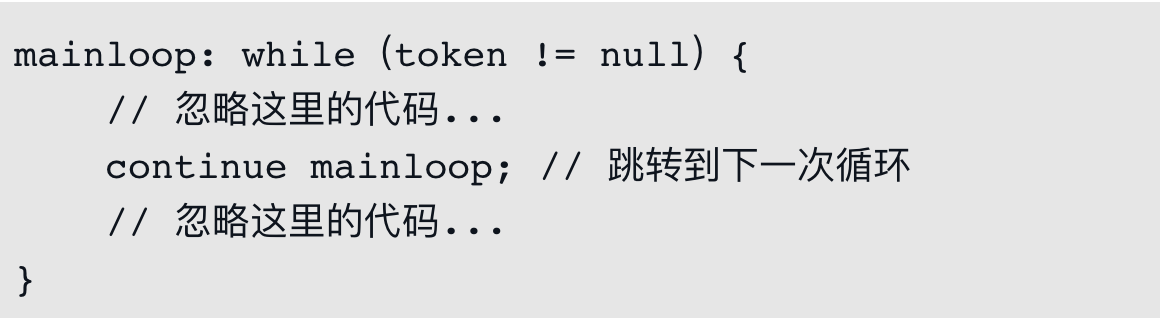 mainloop: while (token != null) {
    // 忽略这里的代码...
    continue mainloop; // 跳转到下一次循环
    // 忽略这里的代码...
}